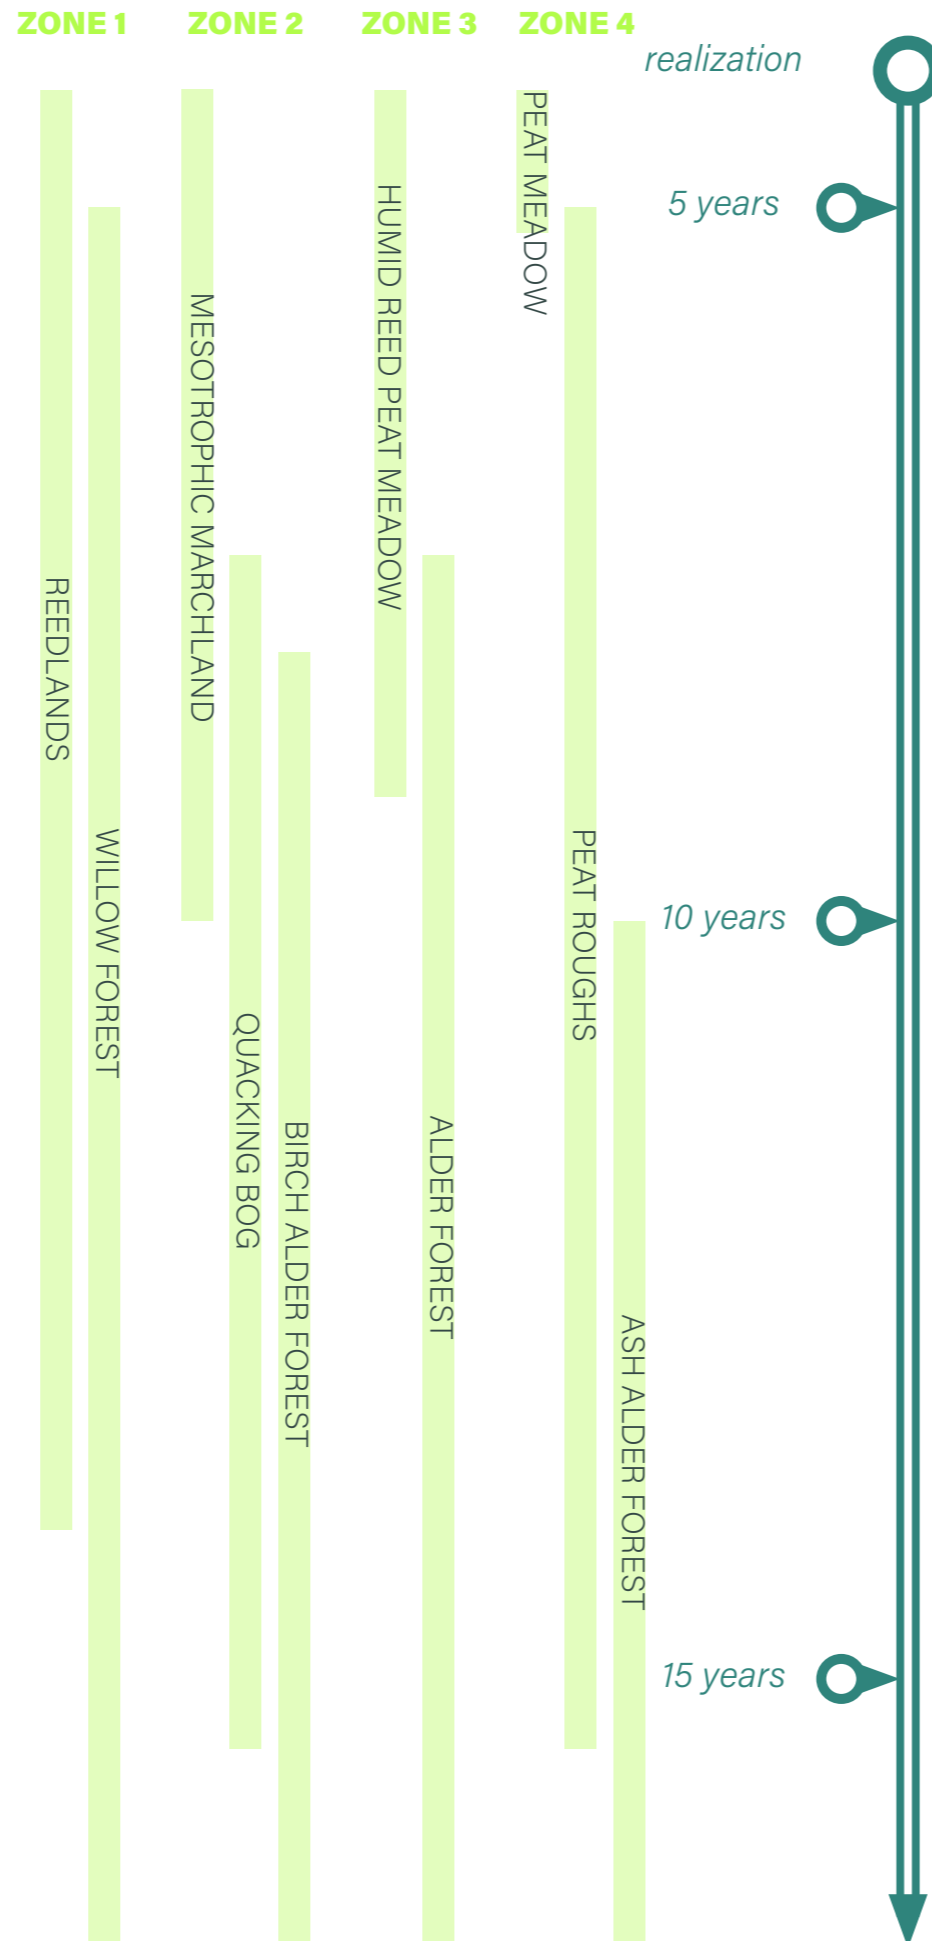 ZONE 1
ZONE 2
ZONE 3
ZONE 4
realization
5 years
10 years
15 years
REEDLANDS
WILLOW FOREST
MESOTROPHIC MARCHLAND
QUACKING BOG
BIRCH ALDER FOREST
HUMID REED PEAT MEADOW
ALDER FOREST
PEAT MEADOW
PEAT ROUGHS
ASH ALDER FOREST